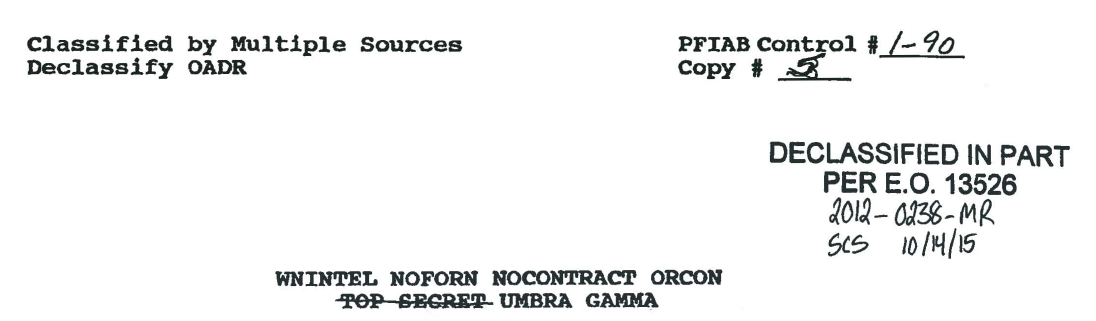 Classified by Multiple Sources
Declassify OADR
PFIAB Control # 1-90
Copy #
DECLASSIFIED IN PART
PER E.O. 13526
2012-0238-MR
SCS 10/14/15
WNINTEL NOFORN NOCONTRACT ORCON
TOP SECRET UMBRA GAMMA